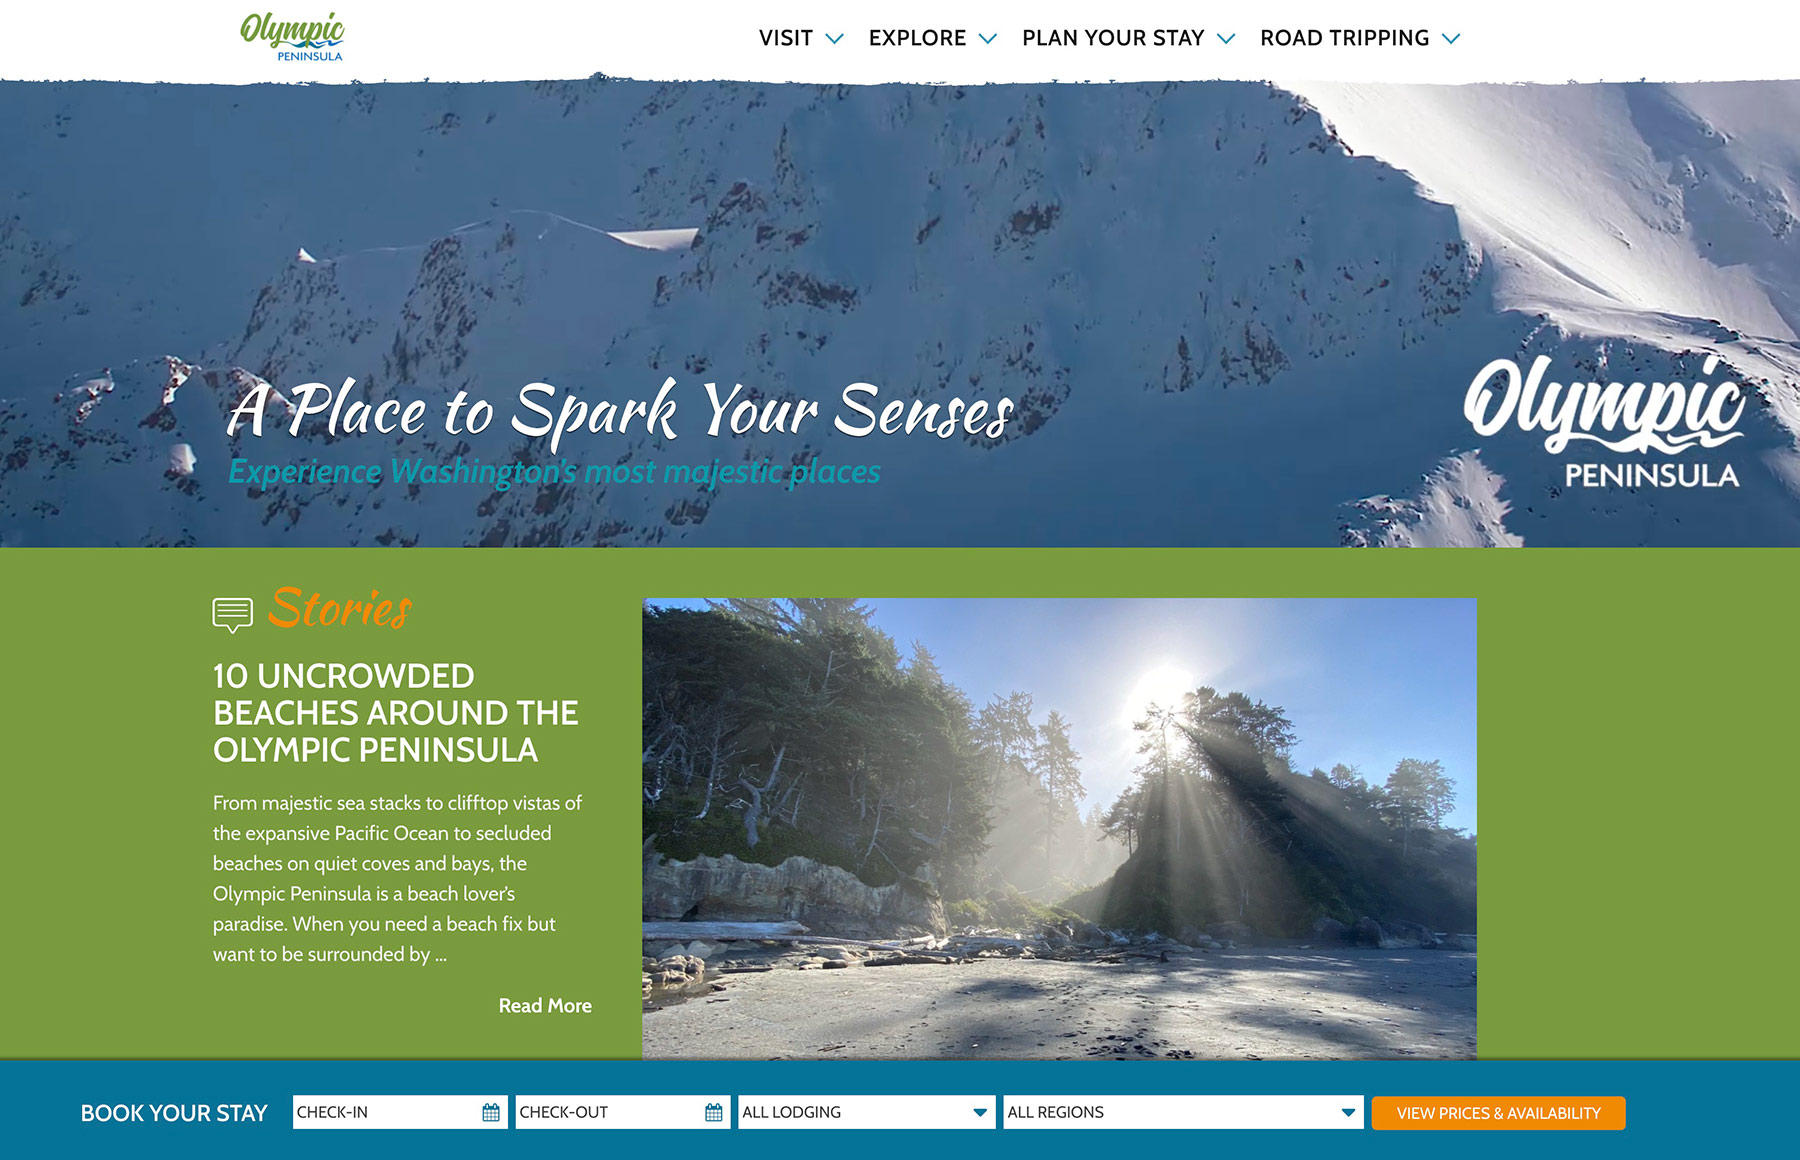 Olympic
PENINSULA
VISIT
EXPLORE
PLAN YOUR STAY
ROAD TRIPPING
A Place to Spark Your Senses
Experience Washington's most majestic places
Olympic
PENINSULA
Stories
10 UNCROWDED
BEACHES AROUND THE
OLYMPIC PENINSULA
From majestic sea stacks to clifftop vistas of
the expansive Pacific Ocean to secluded
beaches on quiet coves and bays, the
Olympic Peninsula is a beach lover's
paradise. When you need a beach fix but
want to be surrounded by ...
Read More
BOOK YOUR STAY
CHECK-IN
CHECK-OUT
ALL LODGING
ALL REGIONS
VIEW PRICES & AVAILABILITY